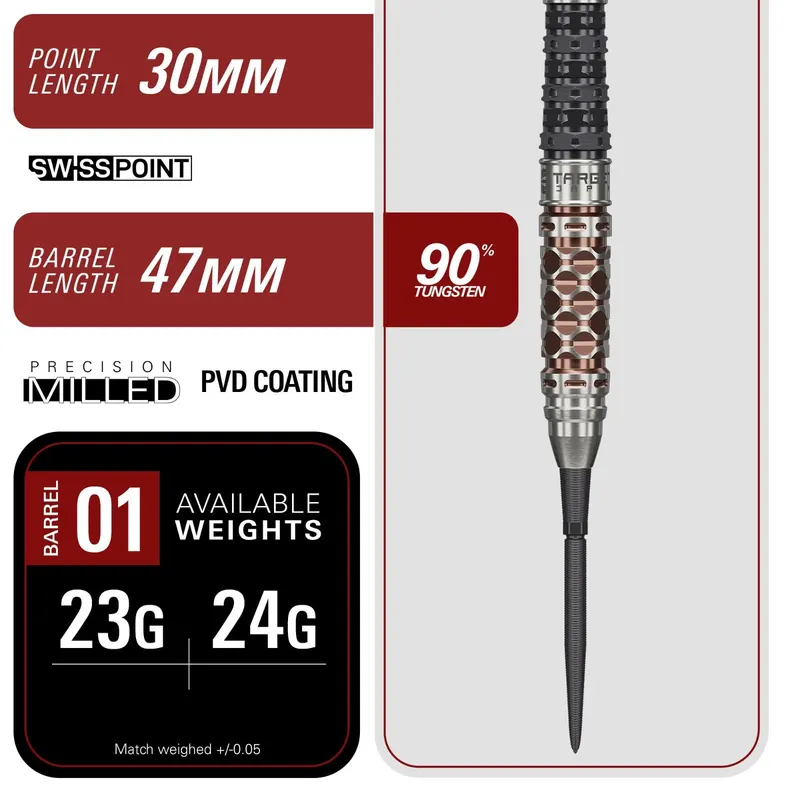 POINT
LENGTH
30MM
SWISSPOINT
BARREL
LENGTH
47MM
90%
TUNGSTEN
TARG
PRECISION
MILLED
PVD COATING
BARREL
01
AVAILABLE
WEIGHTS
23G
24G
Match weighed +/-0.05